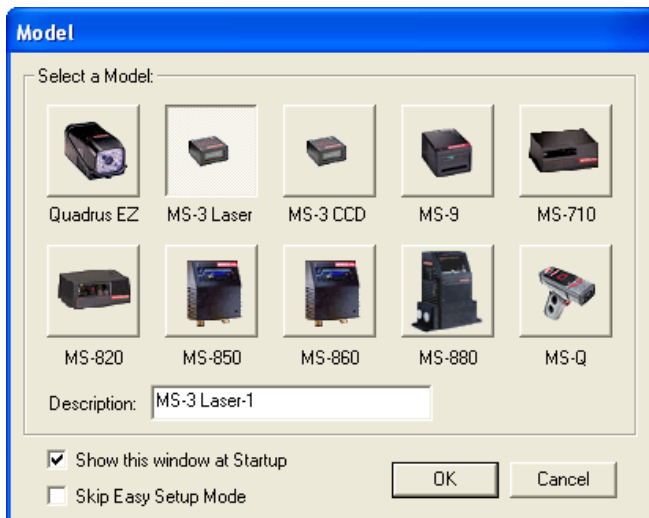 Model
Select a Model:
Quadrus EZ MS-3 Laser MS-3 CCD MS-9 MS-710
MS-820 MS-850 MS-860 MS-880 MS-Q
Description: MS-3 Laser-1
Show this window at Startup
Skip Easy Setup Mode
OK Cancel